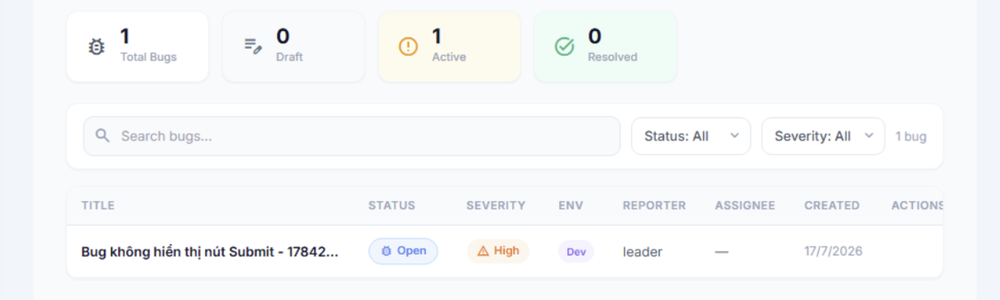 1
Total Bugs
0
Draft
1
Active
0
Resolved
Search bugs...
Status: All
Severity: All
1 bug
TITLE STATUS SEVERITY ENV REPORTER ASSIGNEE CREATED ACTIONS
Bug không hiển thị nút Submit - 17842... Open High Dev leader — 17/7/2026